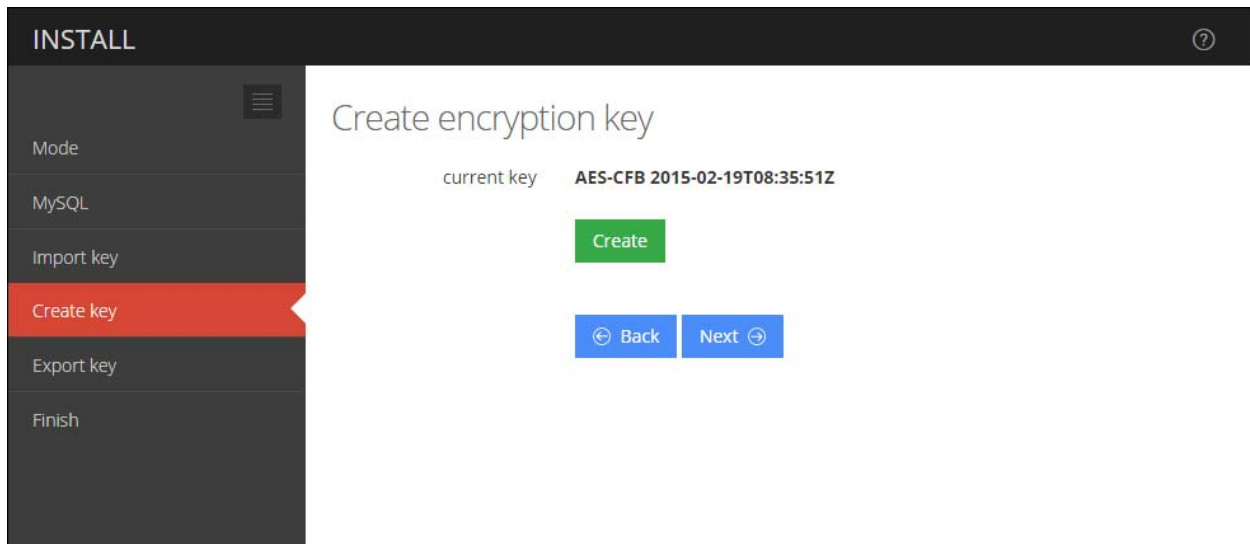 INSTALL
Mode
MySQL
Import key
Create key
Export key
Finish
Create encryption key
current key AES-CFB 2015-02-19T08:35:51Z
Create
Back Next